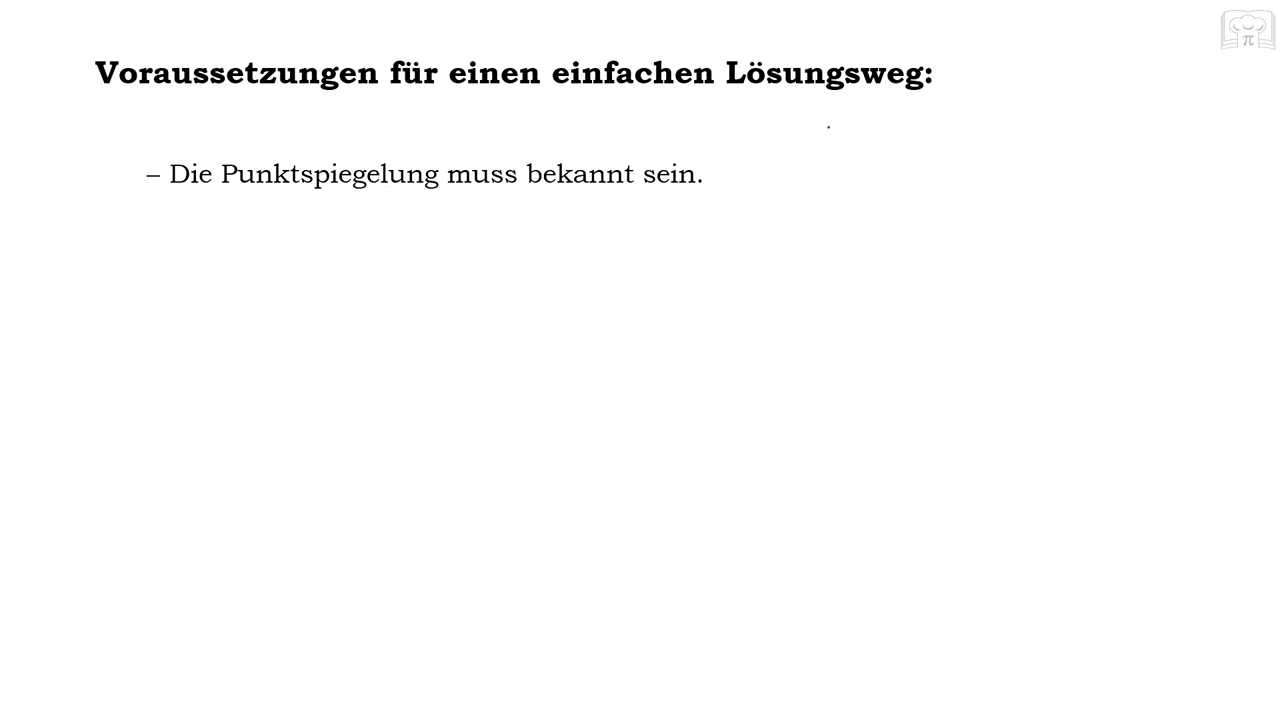 Voraussetzungen für einen einfachen Lösungsweg:
– Die Punktspiegelung muss bekannt sein.
π